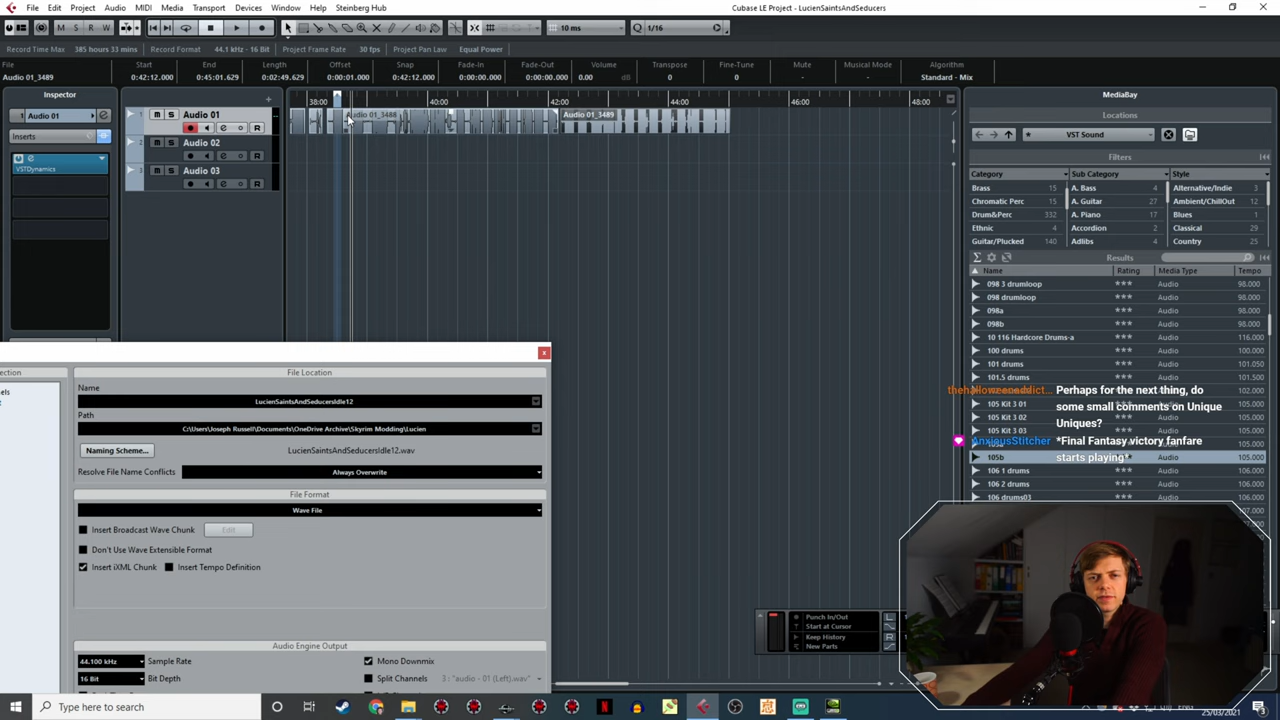 File Edit Project Audio MIDI Media Transport Devices Window Steinberg Hub
Cubase LE Project - LucienSaintsAndSeducers
M S R W 10 ms Q 1/16
Record Time Max 385 hours 33 mins Record Format 44.1 kHz - 16 Bit Project Frame Rate 30 fps Project Pan Law Equal Power
File Start End Length Offset Snap Fade-In Fade-Out Volume Transpose Fine-Tune Mute Musical Mode Algorithm
Audio 01_3489 0:42:12.000 0:45:01.629 0:02:49.629 0:00:01.000 0:42:12.000 0:00:00.000 0:00:00.000 0.00 dB 0 0 Standard - Mix
Inspector
1 Audio 01
Inserts
VSTDynamics
1 Audio 01
2 Audio 02
3 Audio 03
38:00 40:00 42:00 44:00 46:00 48:00
Audio 01_3488 Audio 01_3489
MediaBay
Locations
VST Sound
Filters
Category Sub Category Style
Brass 15 A. Bass 4 Alternative/Indie 3
Chromatic Perc 15 A. Guitar 27 Ambient/ChillOut 12
Drum&Perc 332 A. Piano 17 Blues 1
Ethnic 4 Accordion 2 Classical 29
Guitar/Plucked 140 Adlibs 4 Country 25
Results
Name Rating Media Type Tempo
098 3 drumloop *** Audio 98.000
098 drumloop *** Audio 98.000
098a *** Audio 98.000
098b *** Audio 98.000
10 116 Hardcore Drums-a *** Audio 116.000
100 drums *** Audio 100.000
101 drums *** Audio 101.050
101.5 drums *** Audio 101.500
105 Kit 3 01
105 Kit 3 02
105 Kit 3 03
105b *** Audio 105.000
106 1 drums *** Audio 106.000
106 2 drums *** Audio 106.000
106 drums03 *** Audio 106.000
thehalloweeneddict... Perhaps for the next thing, do
some small comments on Unique
Uniques?
AnxiousStitcher *Final Fantasy victory fanfare
starts playing*
File Location
Name
LucienSaintsAndSeducersIdle12
Path
C:\Users\Joseph Russell\Documents\OneDrive Archive\Skyrim Modding\Lucien
Naming Scheme... LucienSaintsAndSeducersIdle12.wav
Resolve File Name Conflicts Always Overwrite
File Format
Wave File
Insert Broadcast Wave Chunk Edit
Don't Use Wave Extensible Format
Insert iXML Chunk Insert Tempo Definition
Audio Engine Output
44.100 kHz Sample Rate Mono Downmix
16 Bit Bit Depth Split Channels 3 : "audio - 01 (Left).wav"
Punch In/Out
Start at Cursor
Keep History
New Parts
Type here to search
ENG
25/03/2021